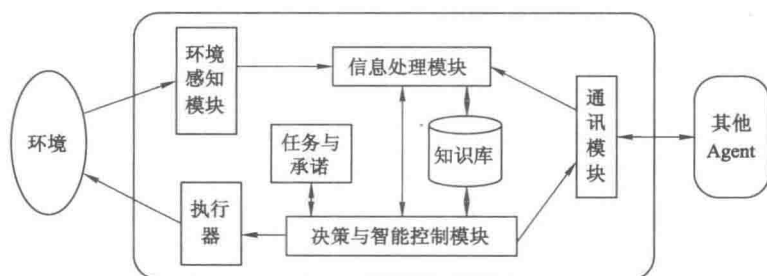 环境
环境
感知
模块
信息处理模块
任务与
承诺
知识库
通
讯
模
块
其他
Agent
执行
器
决策与智能控制模块